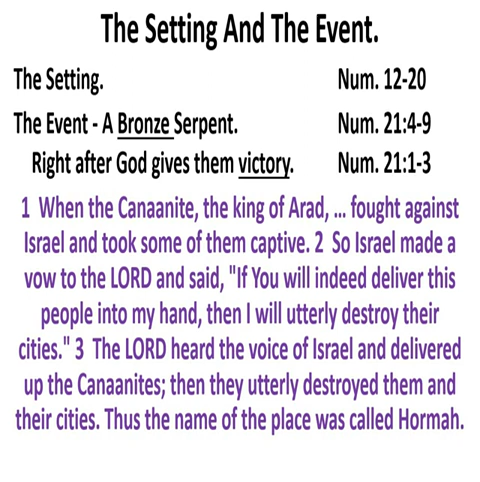 The Setting And The Event.
The Setting. Num. 12-20
The Event - A Bronze Serpent. Num. 21:4-9
Right after God gives them victory. Num. 21:1-3
1 When the Canaanite, the king of Arad, ... fought against
Israel and took some of them captive. 2 So Israel made a
vow to the LORD and said, "If You will indeed deliver this
people into my hand, then I will utterly destroy their
cities." 3 The LORD heard the voice of Israel and delivered
up the Canaanites; then they utterly destroyed them and
their cities. Thus the name of the place was called Hormah.